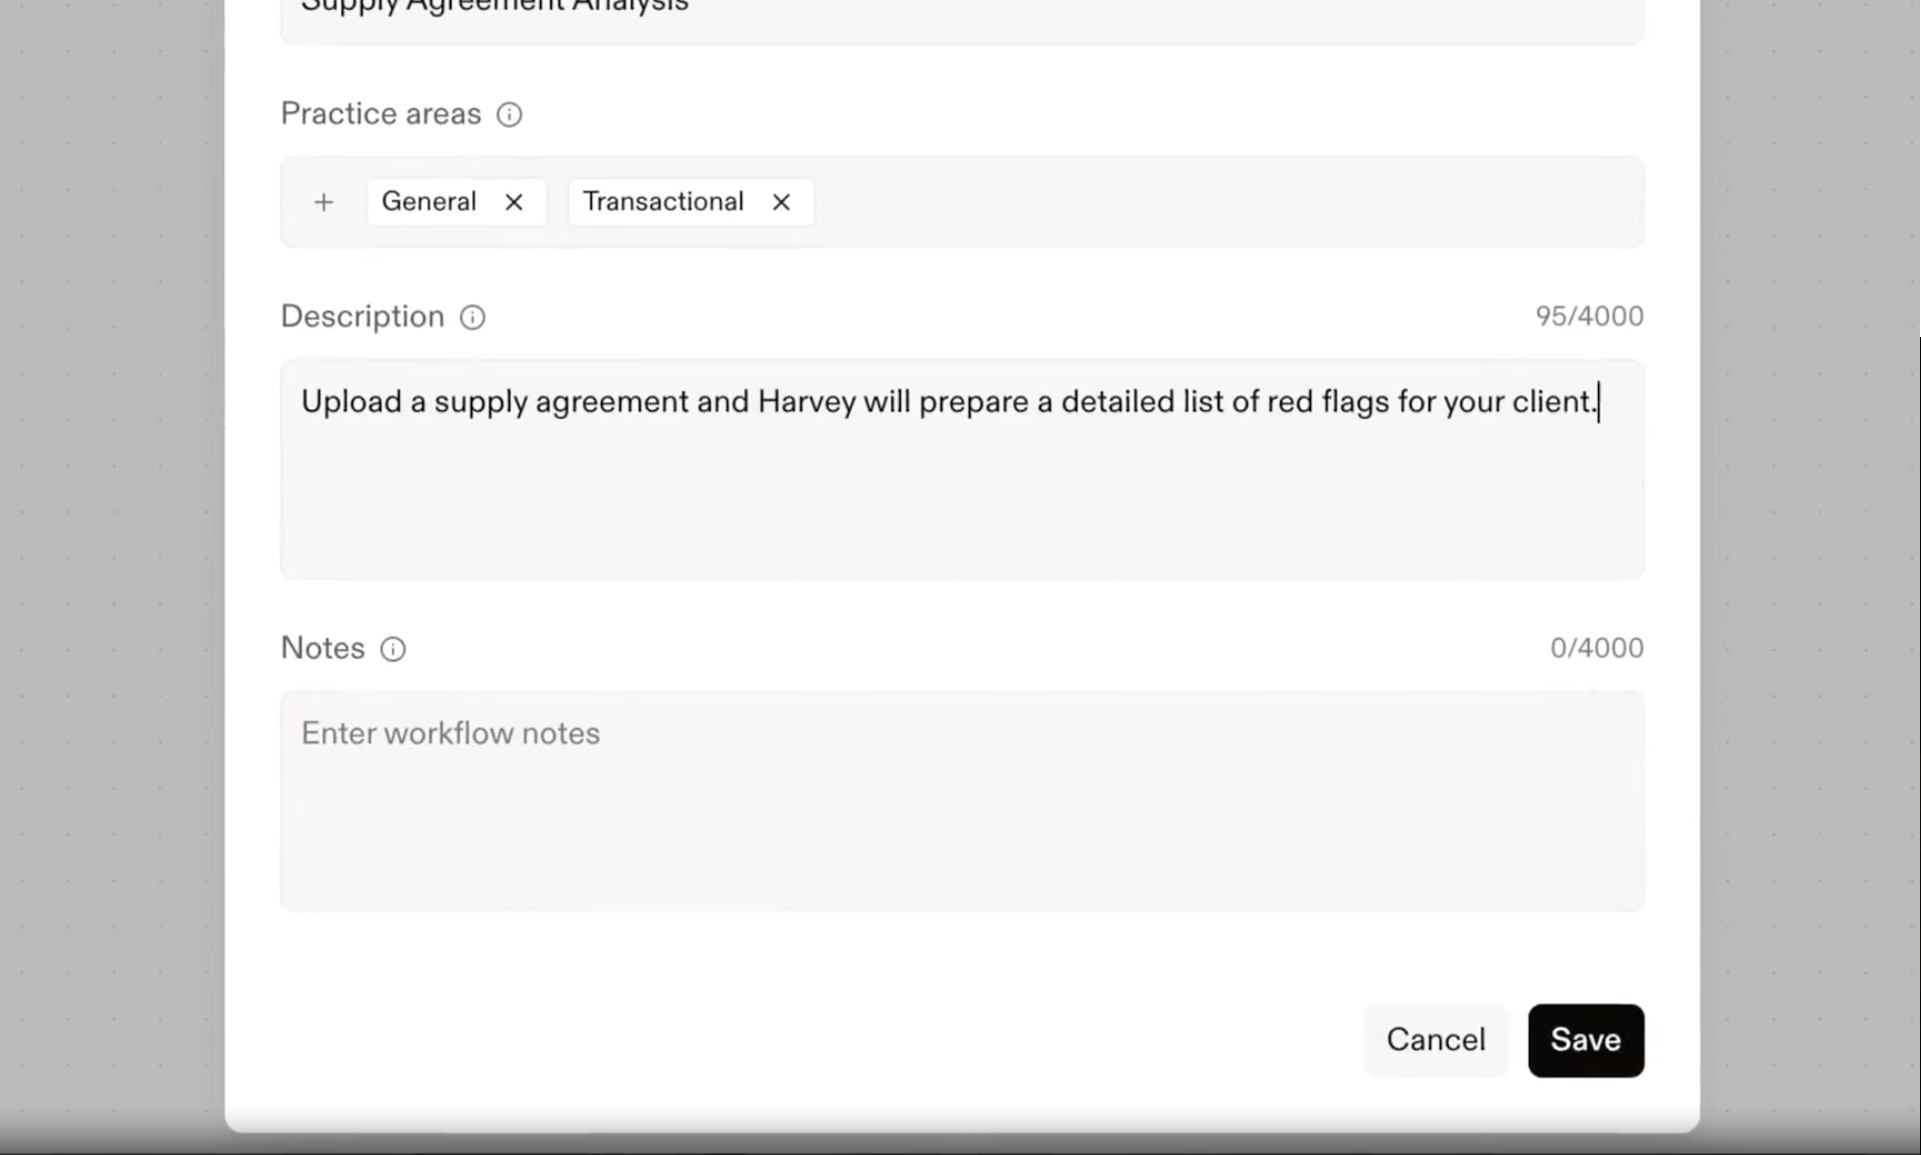 Supply Agreement Analysis
Practice areas
General
Transactional
Description
95/4000
Upload a supply agreement and Harvey will prepare a detailed list of red flags for your client.
Notes
0/4000
Enter workflow notes
Cancel
Save